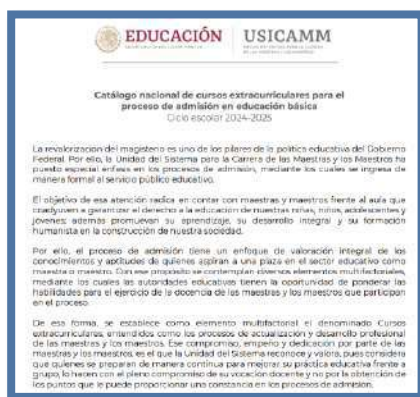 EDUCACIÓN
USICAMM
Catálogo nacional de cursos extracurriculares para el
proceso de admisión en educación básica
Ciclo escolar 2024-2025
La revalorización del magisterio es uno de los pilares de la política educativa del Gobierno
Federal. Por ello, la Unidad del Sistema para la Carrera de las Maestras y los Maestros ha
puesto especial énfasis en los procesos de admisión, mediante los cuales se ingresa de
manera formal al servicio público educativo.
El objetivo de esa atención radica en contar con maestras y maestros frente al aula que
coadyuven a garantizar el derecho a la educación de nuestras niñas, niños, adolescentes y
jóvenes; además promuevan su aprendizaje, su desarrollo integral y su formación
humanista en la construcción de nuestra sociedad.
Por ello, el proceso de admisión tiene un enfoque de valoración integral de los
conocimientos y aptitudes de quienes aspiran a una plaza en el sector educativo como
maestra o maestro. Con ese propósito se contemplan diversos elementos multifactoriales,
mediante los cuales las autoridades educativas tienen la oportunidad de ponderar las
habilidades para el ejercicio de la docencia de las maestras y los maestros que participan
en el proceso.
De esa forma, se establece como elemento multifactorial el denominado Cursos
extracurriculares, entendidos como los procesos de actualización y desarrollo profesional
de las maestras y los maestros. Ese compromiso, empeño y dedicación por parte de las
maestras y los maestros, es el que la Unidad del Sistema reconoce y valora, pues considera
que quienes se preparan de manera continua para mejorar su práctica educativa frente a
grupo, lo hacen con el pleno compromiso de su vocación docente y no por la obtención de
los puntos que le puede proporcionar una constancia en los procesos de admisión.